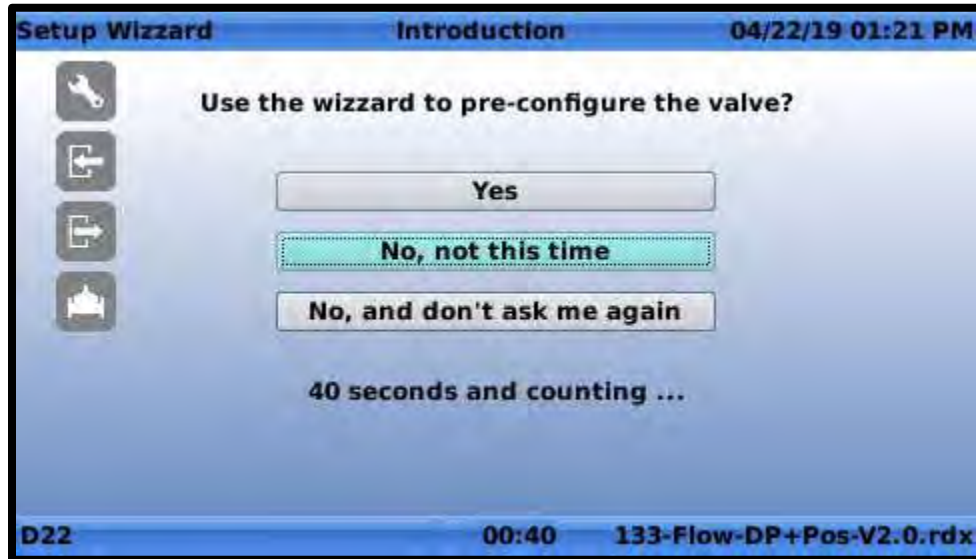 Setup Wizzard Introduction 04/22/19 01:21 PM
Use the wizzard to pre-configure the valve?
Yes
No, not this time
No, and don't ask me again
40 seconds and counting ...
D22 00:40 133-Flow-DP+Pos-V2.0.rdx